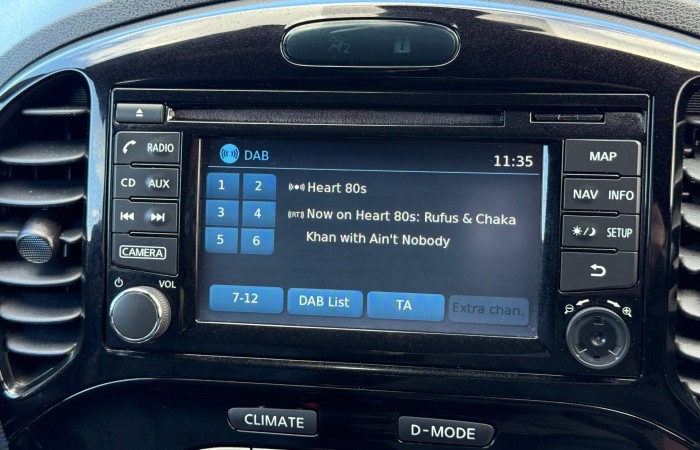 RADIO
CD AUX
CAMERA
VOL
DAB
11:35
1 2
3 4
5 6
Heart 80s
Now on Heart 80s: Rufus & Chaka
Khan with Ain't Nobody
7-12
DAB List
TA
Extra chan.
MAP
NAV INFO
SETUP
CLIMATE
D-MODE